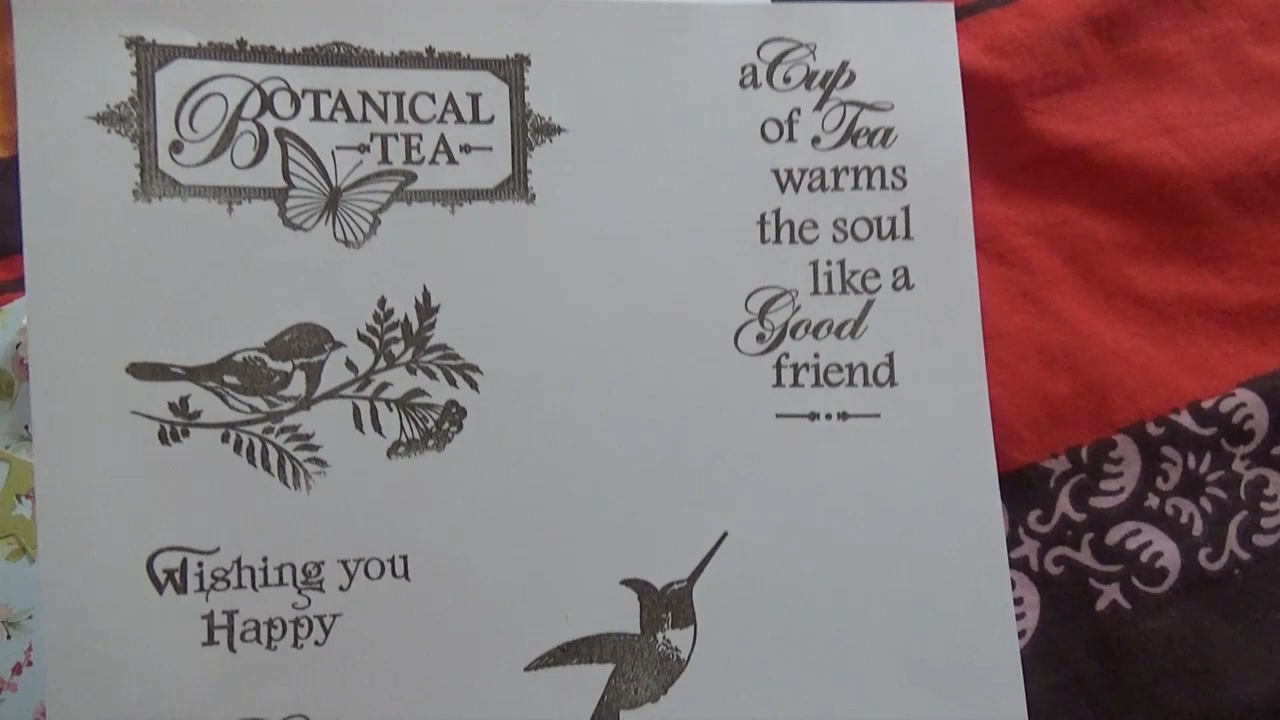 BOTANICAL
TEA
a Cup
of Tea
warms
the soul
like a
Good
friend
Wishing you
Happy